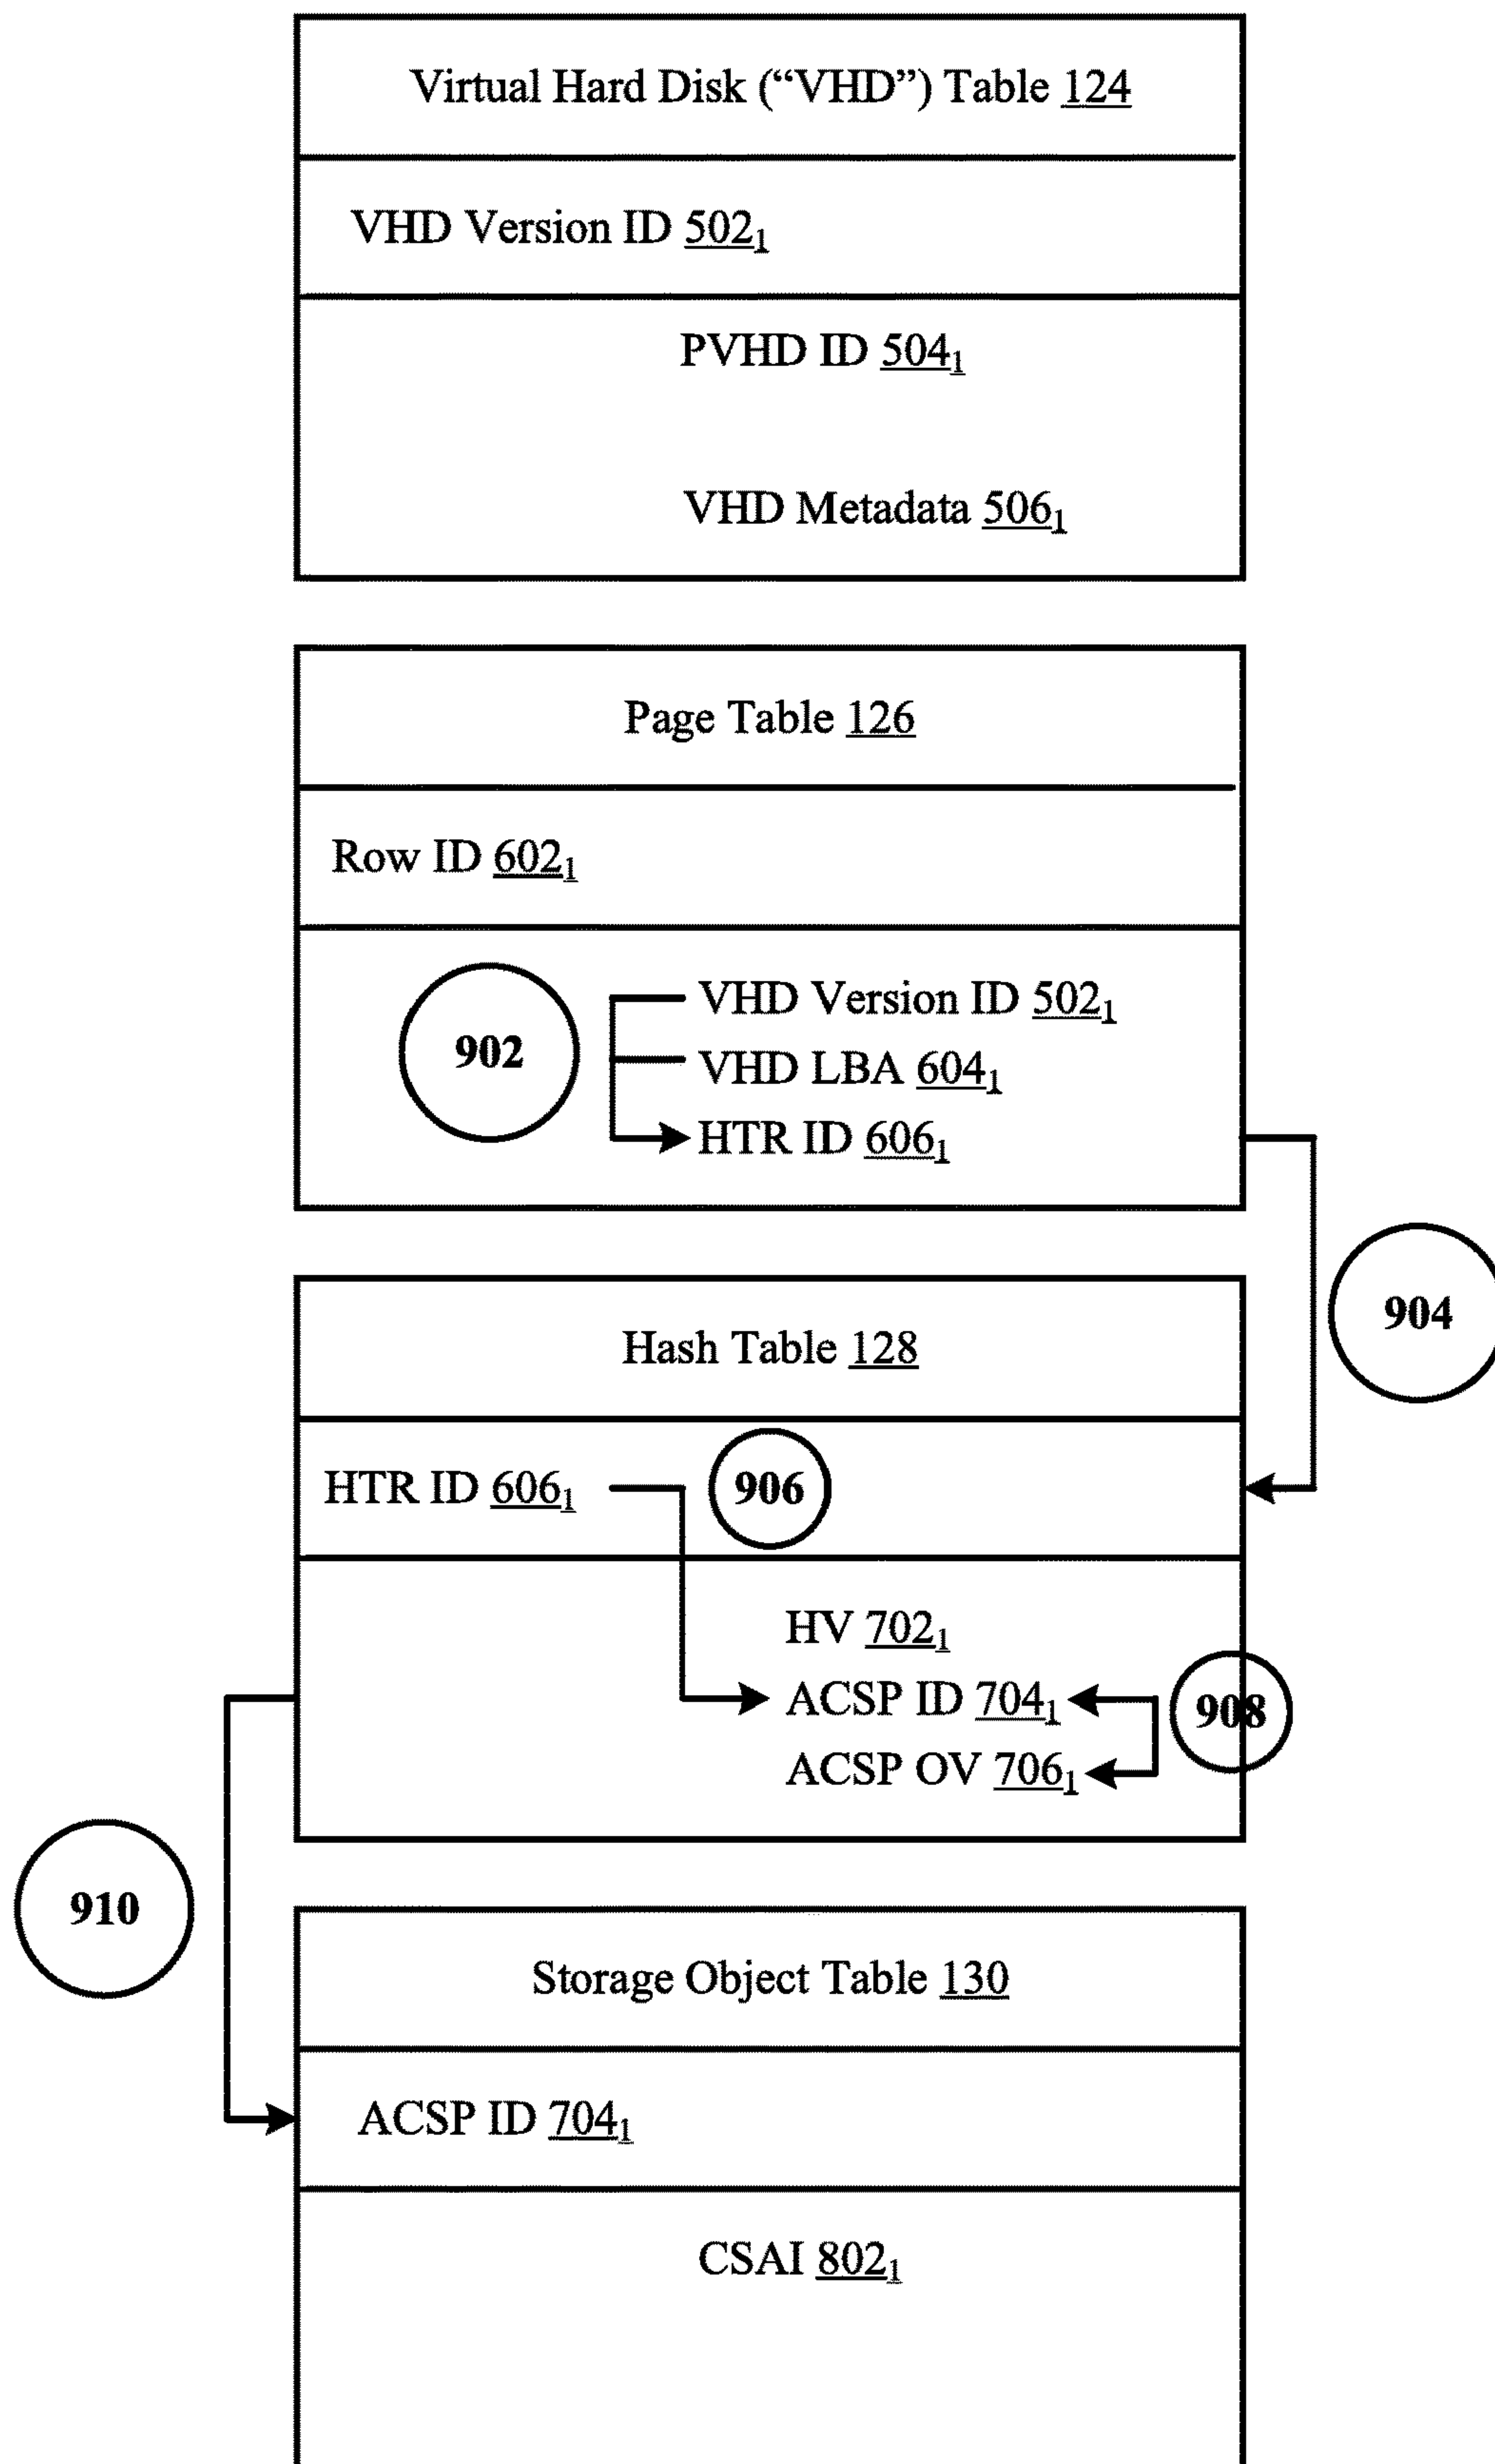 Virtual Hard Disk (“VHD”) Table 124
VHD Version ID 502₁
PVHD ID 504₁
VHD Metadata 506₁
Page Table 126
Row ID 602₁
902
VHD Version ID 502₁
VHD LBA 604₁
HTR ID 606₁
904
Hash Table 128
HTR ID 606₁
906
HV 702₁
ACSP ID 704₁
908
ACSP OV 706₁
910
Storage Object Table 130
ACSP ID 704₁
CSAI 802₁